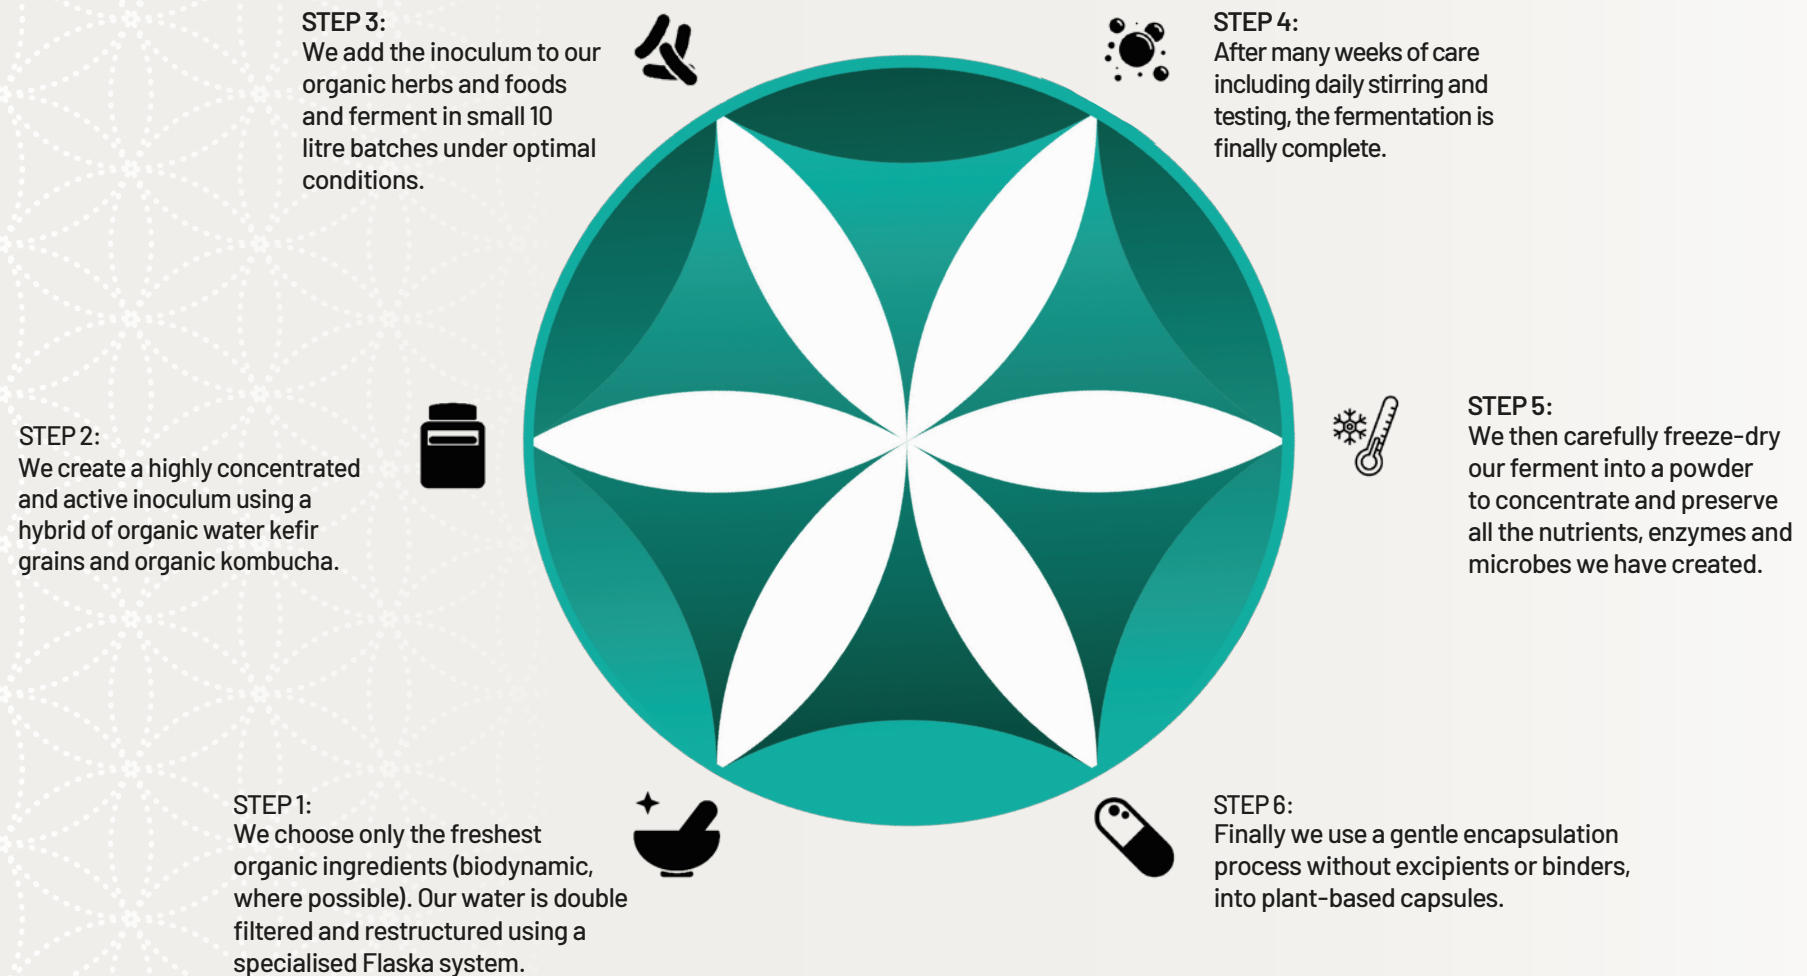 STEP 3:
We add the inoculum to our
organic herbs and foods
and ferment in small 10
litre batches under optimal
conditions.
STEP 4:
After many weeks of care
including daily stirring and
testing, the fermentation is
finally complete.
STEP 2:
We create a highly concentrated
and active inoculum using a
hybrid of organic water kefir
grains and organic kombucha.
STEP 5:
We then carefully freeze-dry
our ferment into a powder
to concentrate and preserve
all the nutrients, enzymes and
microbes we have created.
STEP 1:
We choose only the freshest
organic ingredients (biodynamic,
where possible). Our water is double
filtered and restructured using a
specialised Flaska system.
STEP 6:
Finally we use a gentle encapsulation
process without excipients or binders,
into plant-based capsules.